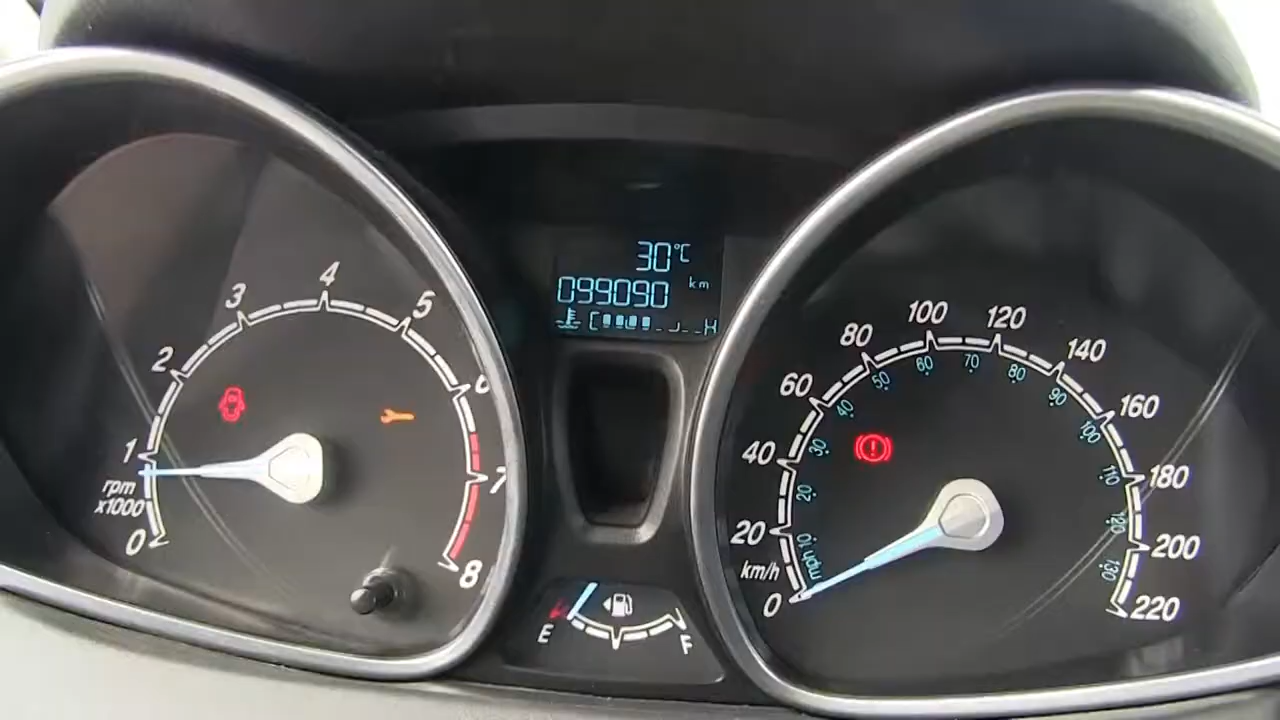 30°C
099090 km
C H
0 1 2 3 4 5 6 7 8
rpm
x1000
0 20 40 60 80 100 120 140 160 180 200 220
km/h
10 20 30 40 50 60 70 80 90 100 110 120 130
mph
E F